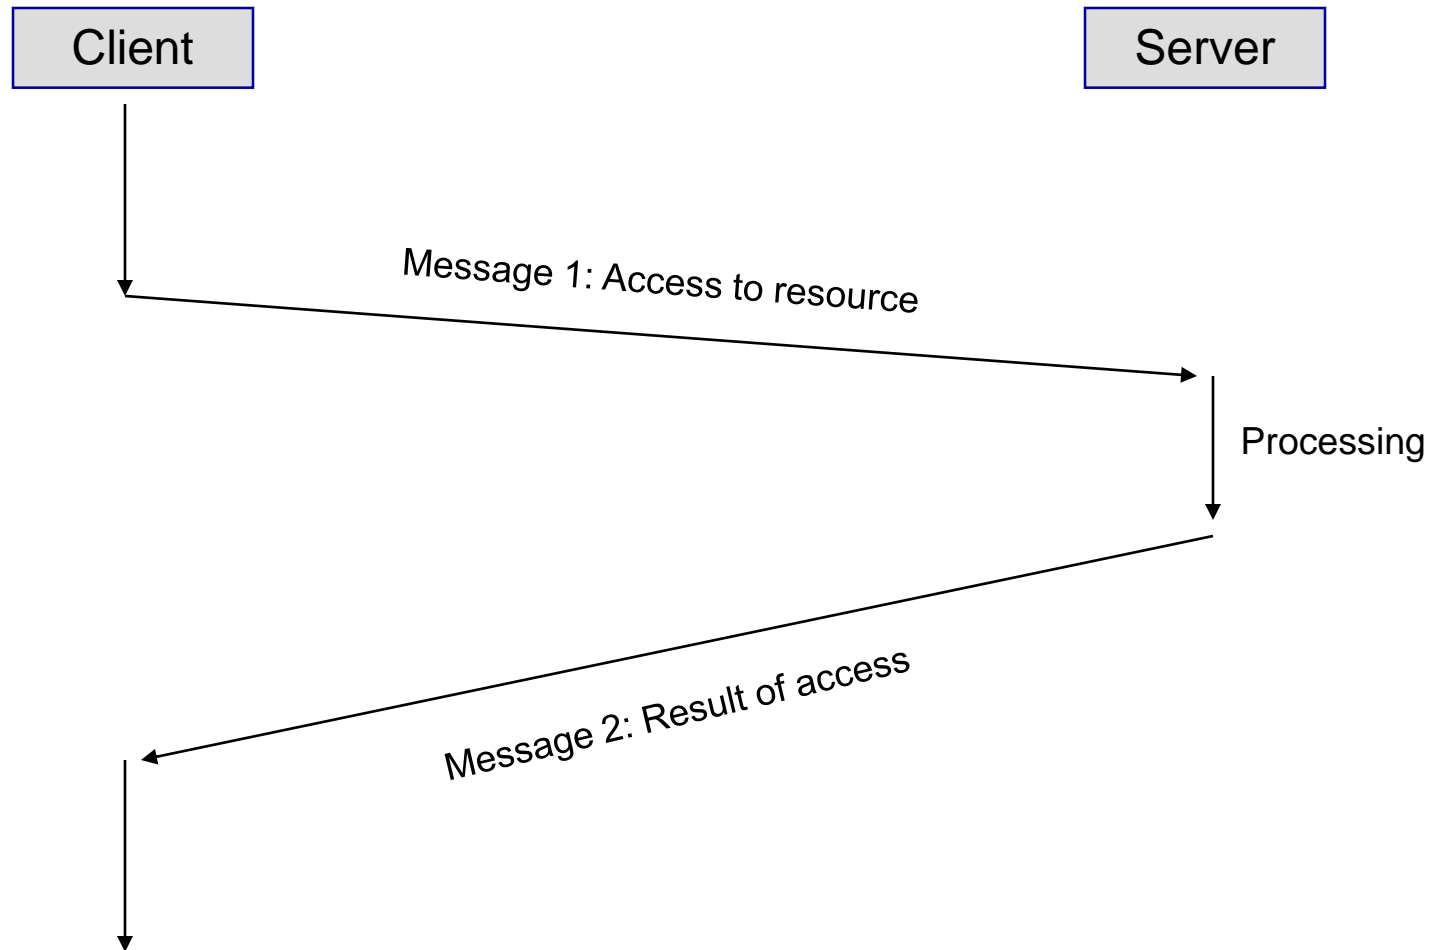 Client
Server
Message 1: Access to resource
Processing
Message 2: Result of access